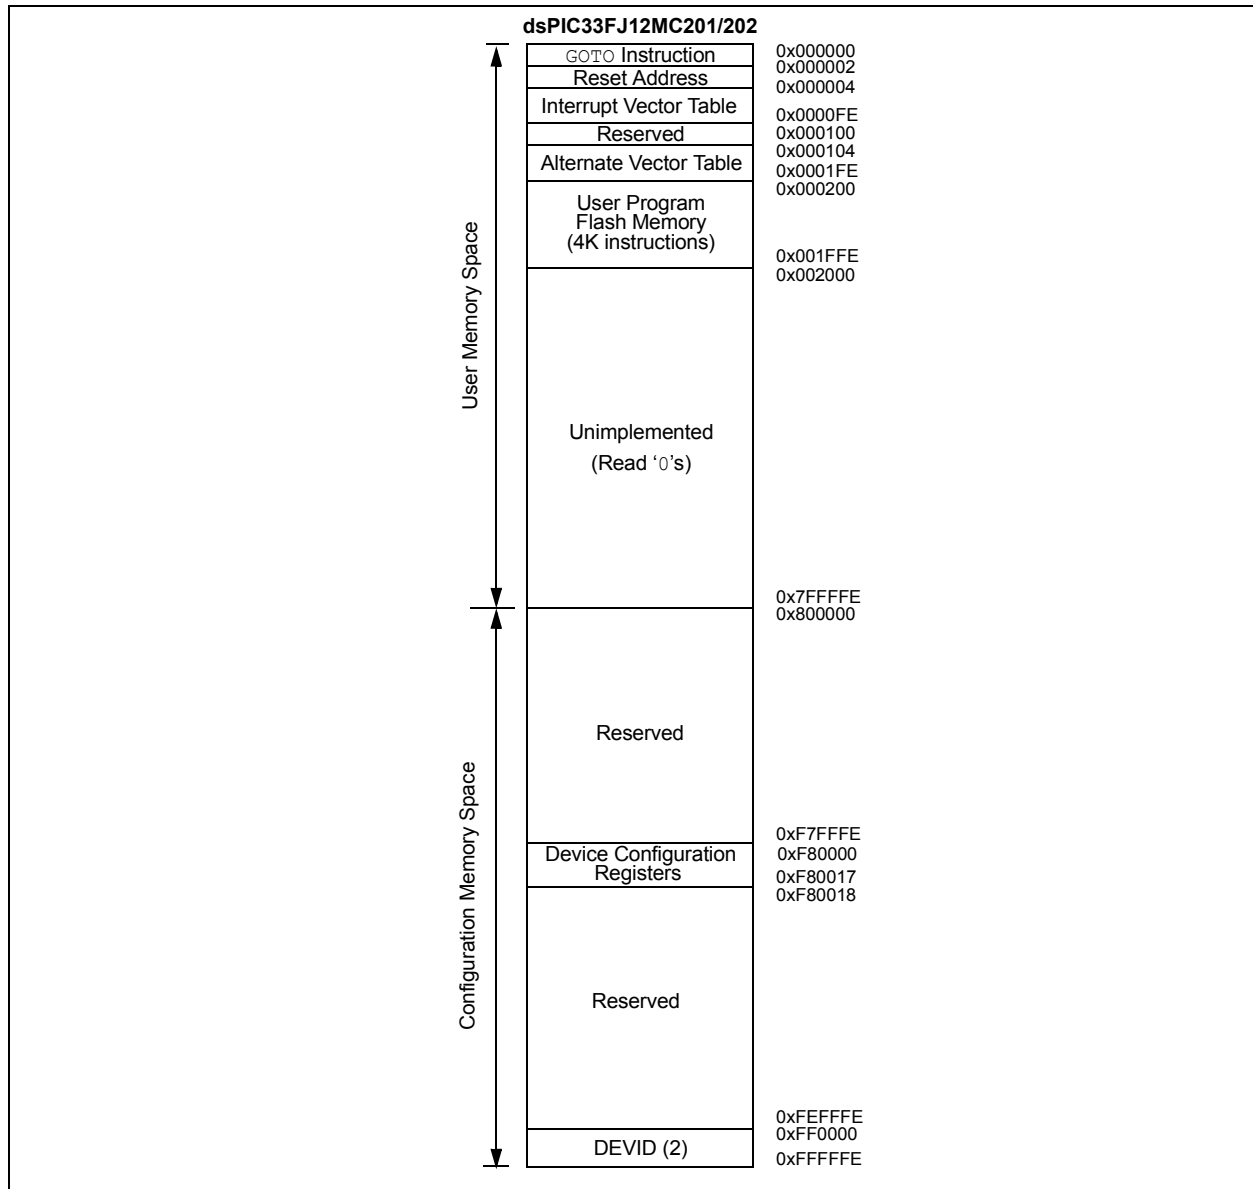 dsPIC33FJ12MC201/202
GOTO Instruction
0x000000
Reset Address
0x000002
0x000004
Interrupt Vector Table
0x0000FE
Reserved
0x000100
0x000104
Alternate Vector Table
0x0001FE
0x000200
User Program
Flash Memory
(4K instructions)
0x001FFE
0x002000
User Memory Space
Unimplemented
(Read ‘0’s)
0x7FFFFE
0x800000
Reserved
Configuration Memory Space
0xF7FFFE
Device Configuration
Registers
0xF80000
0xF80017
0xF80018
Reserved
0xFEFFFE
0xFF0000
DEVID (2)
0xFFFFFE